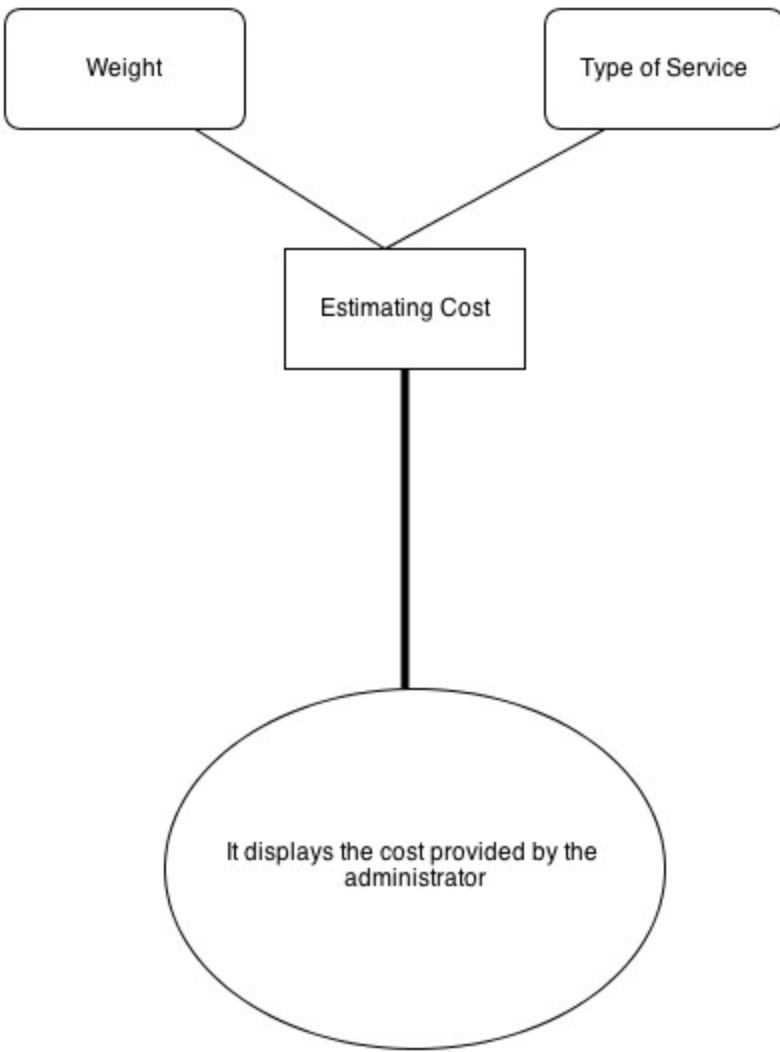 Weight
Type of Service
Estimating Cost
It displays the cost provided by the
administrator